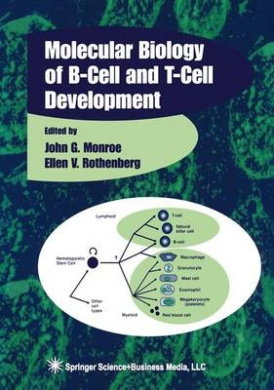 Molecular Biology
of B-Cell and T-Cell
Development
Edited by
John G. Monroe
Ellen V. Rothenberg
Lymphoid
T-cell
Natural
killer cell
B-cell
Hematopoietic
Stem Cell
Macrophage
Granulocyte
Mast cell
Eosinophil
Megakaryocyte
(platelets)
Red blood cell
Other
cell
types
Myeloid
Springer Science+Business Media, LLC